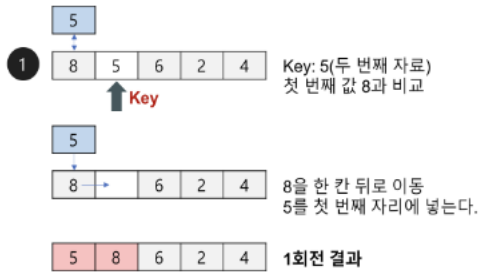 5
1
8 5 6 2 4
Key: 5(두 번째 자료)
첫 번째 값 8과 비교
Key
5
8 6 2 4
8을 한 칸 뒤로 이동
5를 첫 번째 자리에 넣는다.
5 8 6 2 4
1회전 결과